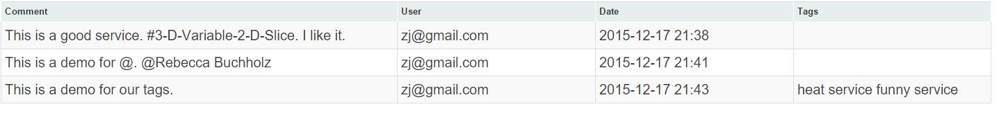 Comment User Date Tags
This is a good service. #3-D-Variable-2-D-Slice. I like it. zj@gmail.com 2015-12-17 21:38
This is a demo for @. @Rebecca Buchholz zj@gmail.com 2015-12-17 21:41
This is a demo for our tags. zj@gmail.com 2015-12-17 21:43 heat service funny service